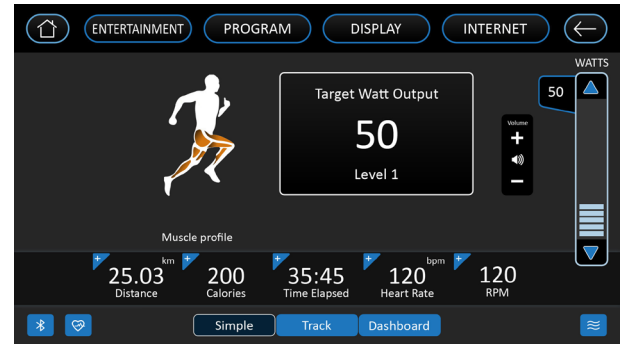 ENTERTAINMENT PROGRAM DISPLAY INTERNET
WATTS
50
Target Watt Output
50
Level 1
Volume
+
−
Muscle profile
+ km + + + bpm +
25.03 200 35:45 120 120
Distance Calories Time Elapsed Heart Rate RPM
Simple Track Dashboard